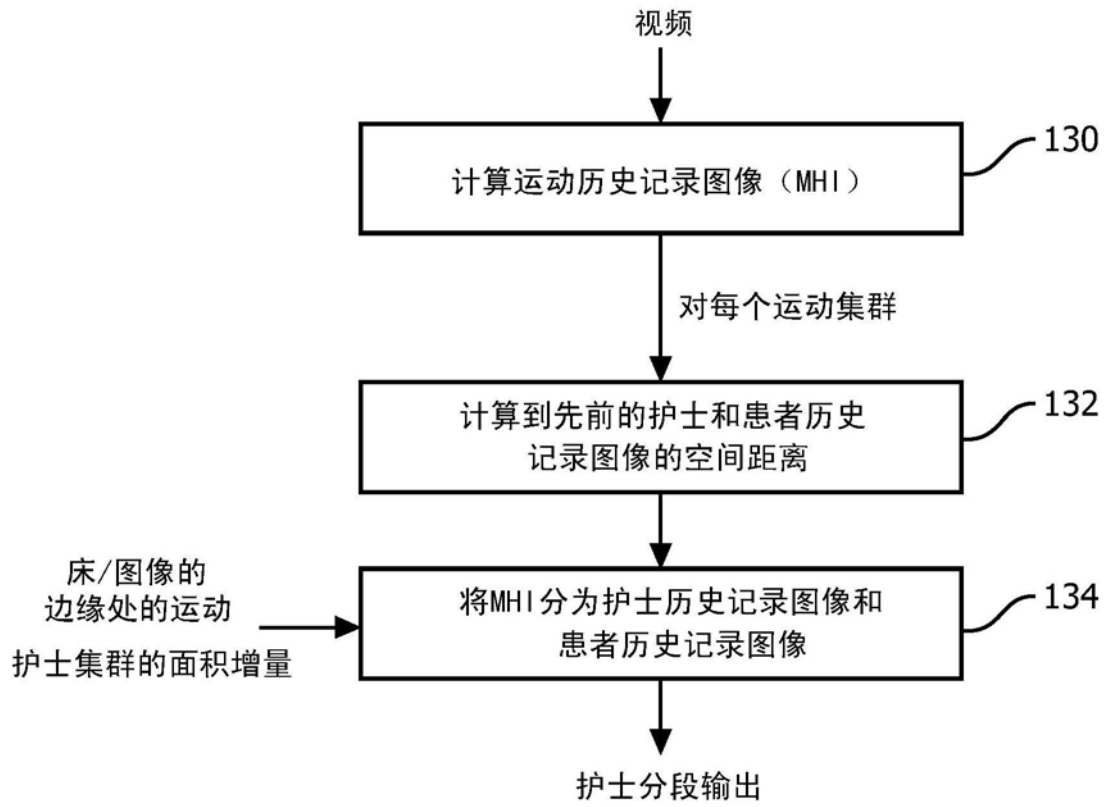 视频
计算运动历史记录图像（MHI）
130
对每个运动集群
计算到先前的护士和患者历史
记录图像的空间距离
132
床/图像的
边缘处的运动
护士集群的面积增量
将MHI分为护士历史记录图像和
患者历史记录图像
134
护士分段输出